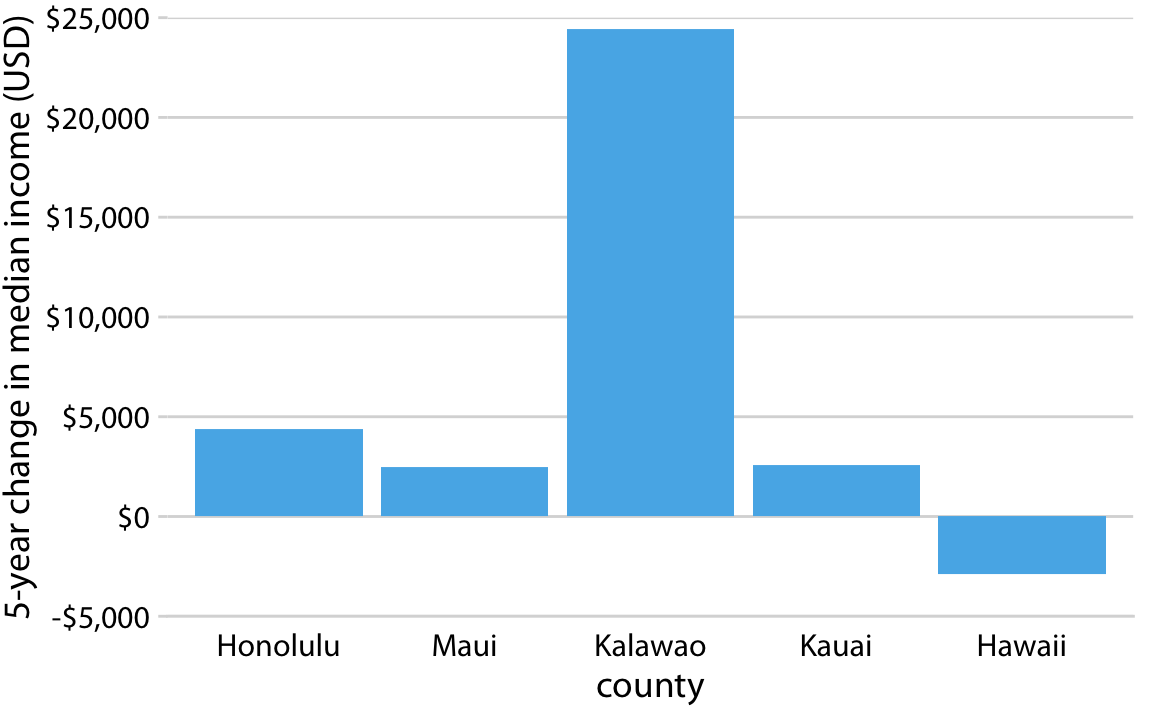 5-year change in median income (USD)
$25,000
$20,000
$15,000
$10,000
$5,000
$0
-$5,000
Honolulu Maui Kalawao Kauai Hawaii
county